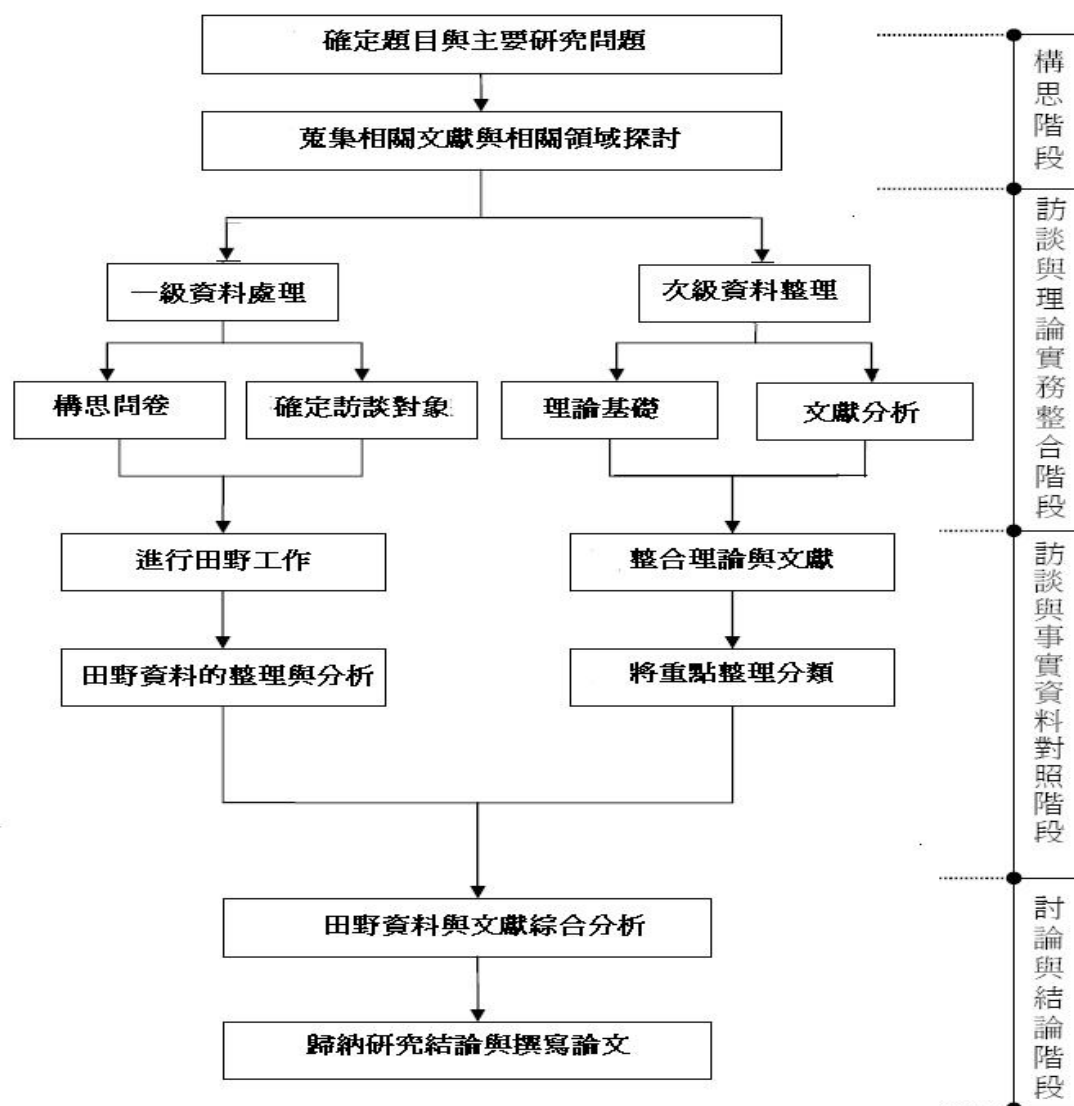 確定題目與主要研究問題
蒐集相關文獻與相關領域探討
一級資料處理
次級資料整理
構思問卷
確定訪談對象
理論基礎
文獻分析
進行田野工作
整合理論與文獻
田野資料的整理與分析
將重點整理分類
田野資料與文獻綜合分析
歸納研究結論與撰寫論文
構思階段
訪談與理論實務整合階段
訪談與事實資料對照階段
討論與結論階段